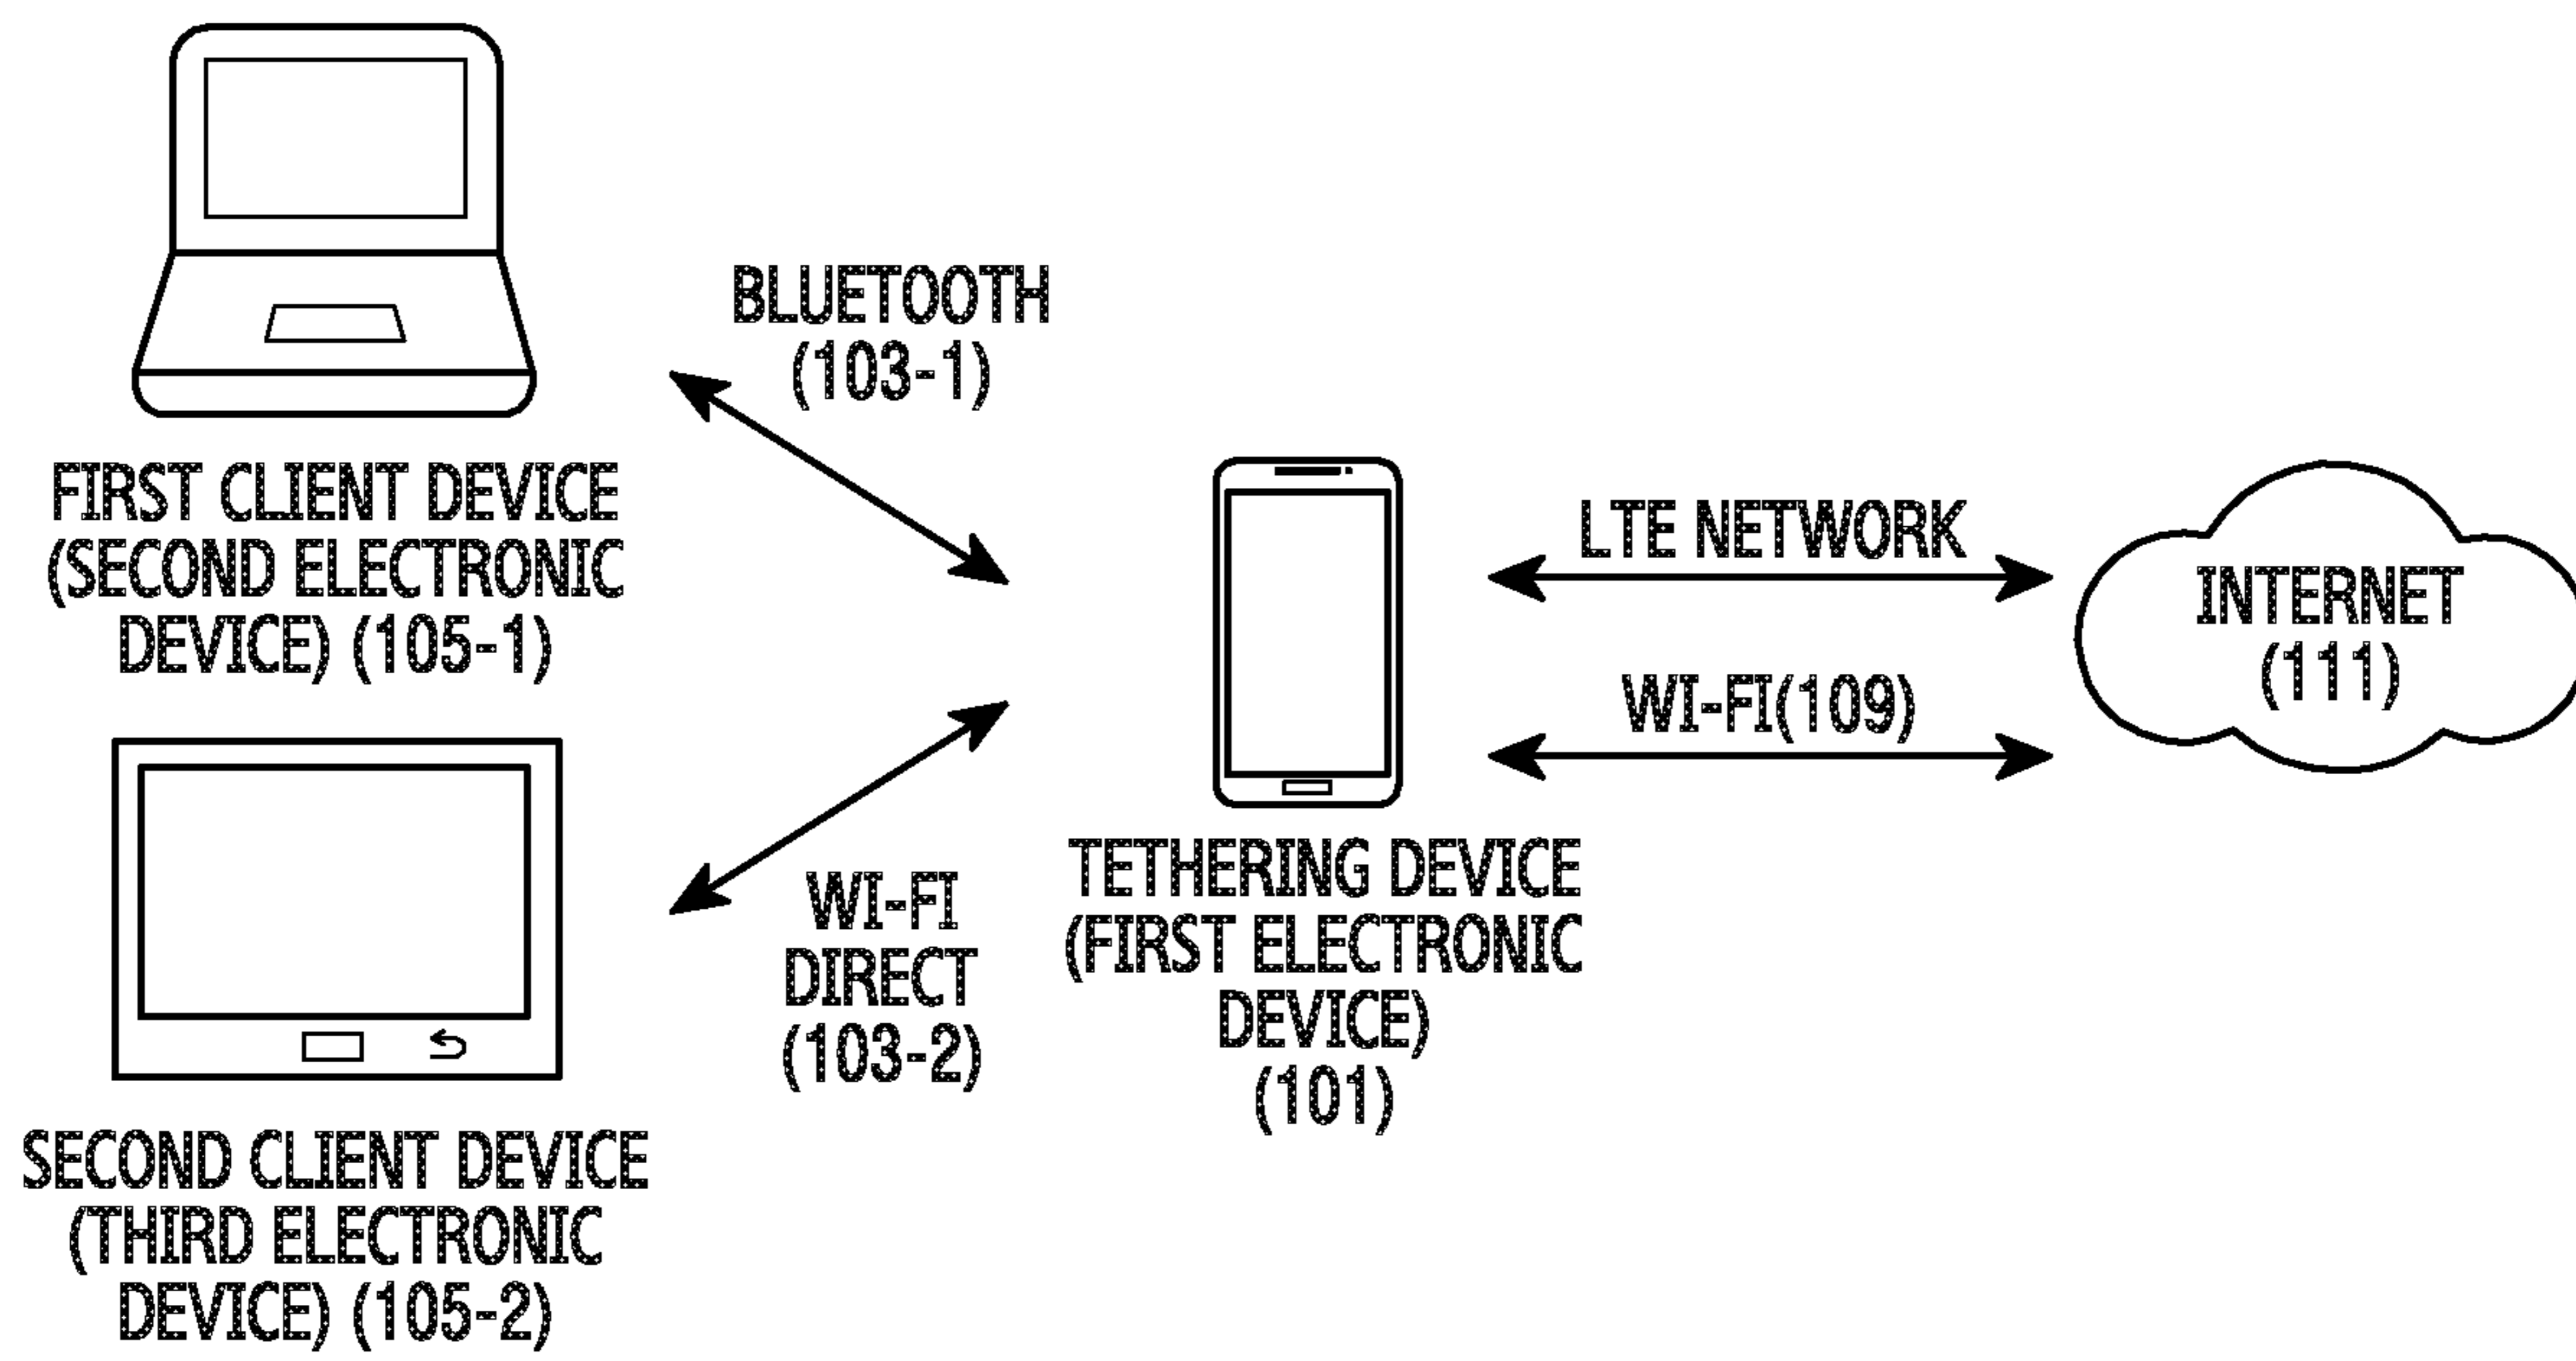 BLUETOOTH
(103-1)
FIRST CLIENT DEVICE
(SECOND ELECTRONIC
DEVICE) (105-1)
LTE NETWORK
INTERNET
(111)
WI-FI(109)
WI-FI
DIRECT
(103-2)
TETHERING DEVICE
(FIRST ELECTRONIC
DEVICE)
(101)
SECOND CLIENT DEVICE
(THIRD ELECTRONIC
DEVICE) (105-2)